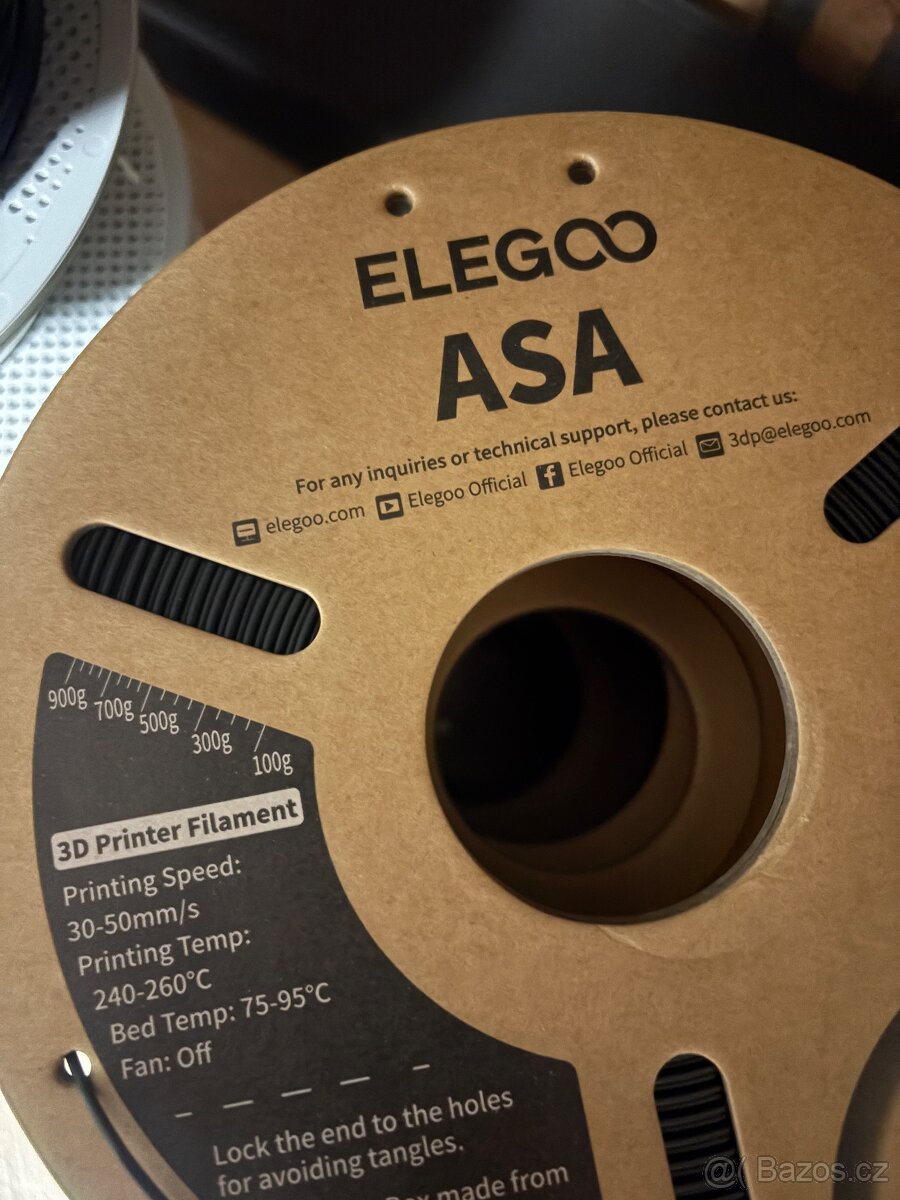 ELEGOO
ASA
For any inquiries or technical support, please contact us:
elegoo.com Elegoo Official Elegoo Official 3dp@elegoo.com
900g 700g 500g 300g 100g
3D Printer Filament
Printing Speed:
30-50mm/s
Printing Temp:
240-260°C
Bed Temp: 75-95°C
Fan: Off
Lock the end to the holes
for avoiding tangles.
Box made from
@( Bazos.cz